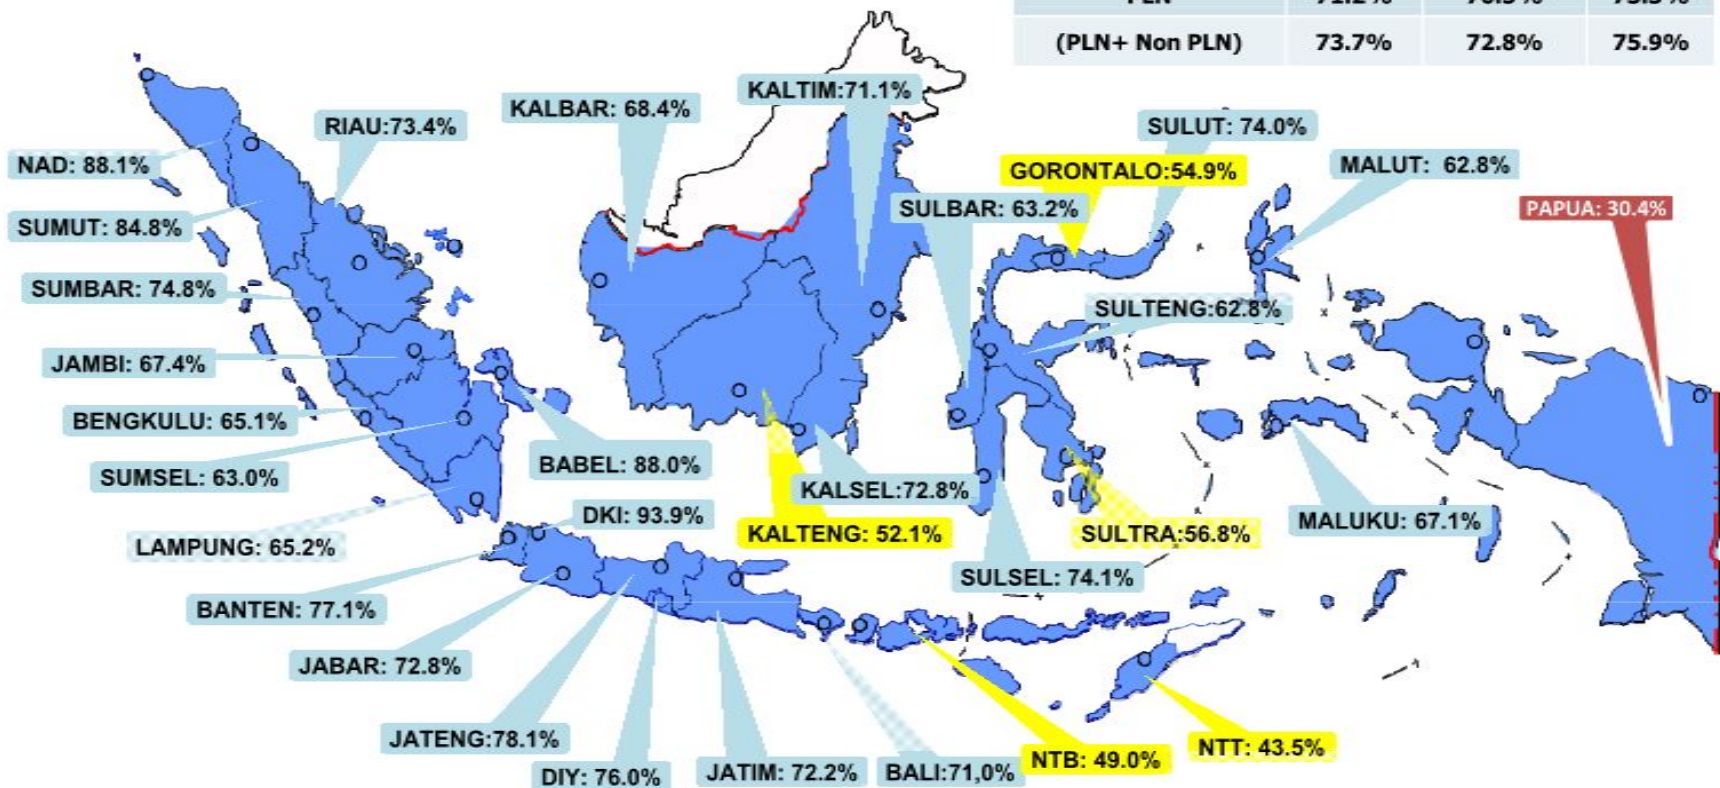 (PLN+ Non PLN) 73.7% 72.8% 75.9%
KALTIM:71.1%
KALBAR: 68.4%
RIAU:73.4%
SULUT: 74.0%
NAD: 88.1%
GORONTALO:54.9%
MALUT: 62.8%
SUMUT: 84.8%
SULBAR: 63.2%
PAPUA: 30.4%
SUMBAR: 74.8%
SULTENG:62.8%
JAMBI: 67.4%
BENGKULU: 65.1%
SUMSEL: 63.0%
BABEL: 88.0%
KALSEL:72.8%
LAMPUNG: 65.2%
DKI: 93.9%
KALTENG: 52.1%
SULTRA:56.8%
MALUKU: 67.1%
SULSEL: 74.1%
BANTEN: 77.1%
JABAR: 72.8%
JATENG:78.1%
DIY: 76.0%
JATIM: 72.2%
BALI:71,0%
NTB: 49.0%
NTT: 43.5%